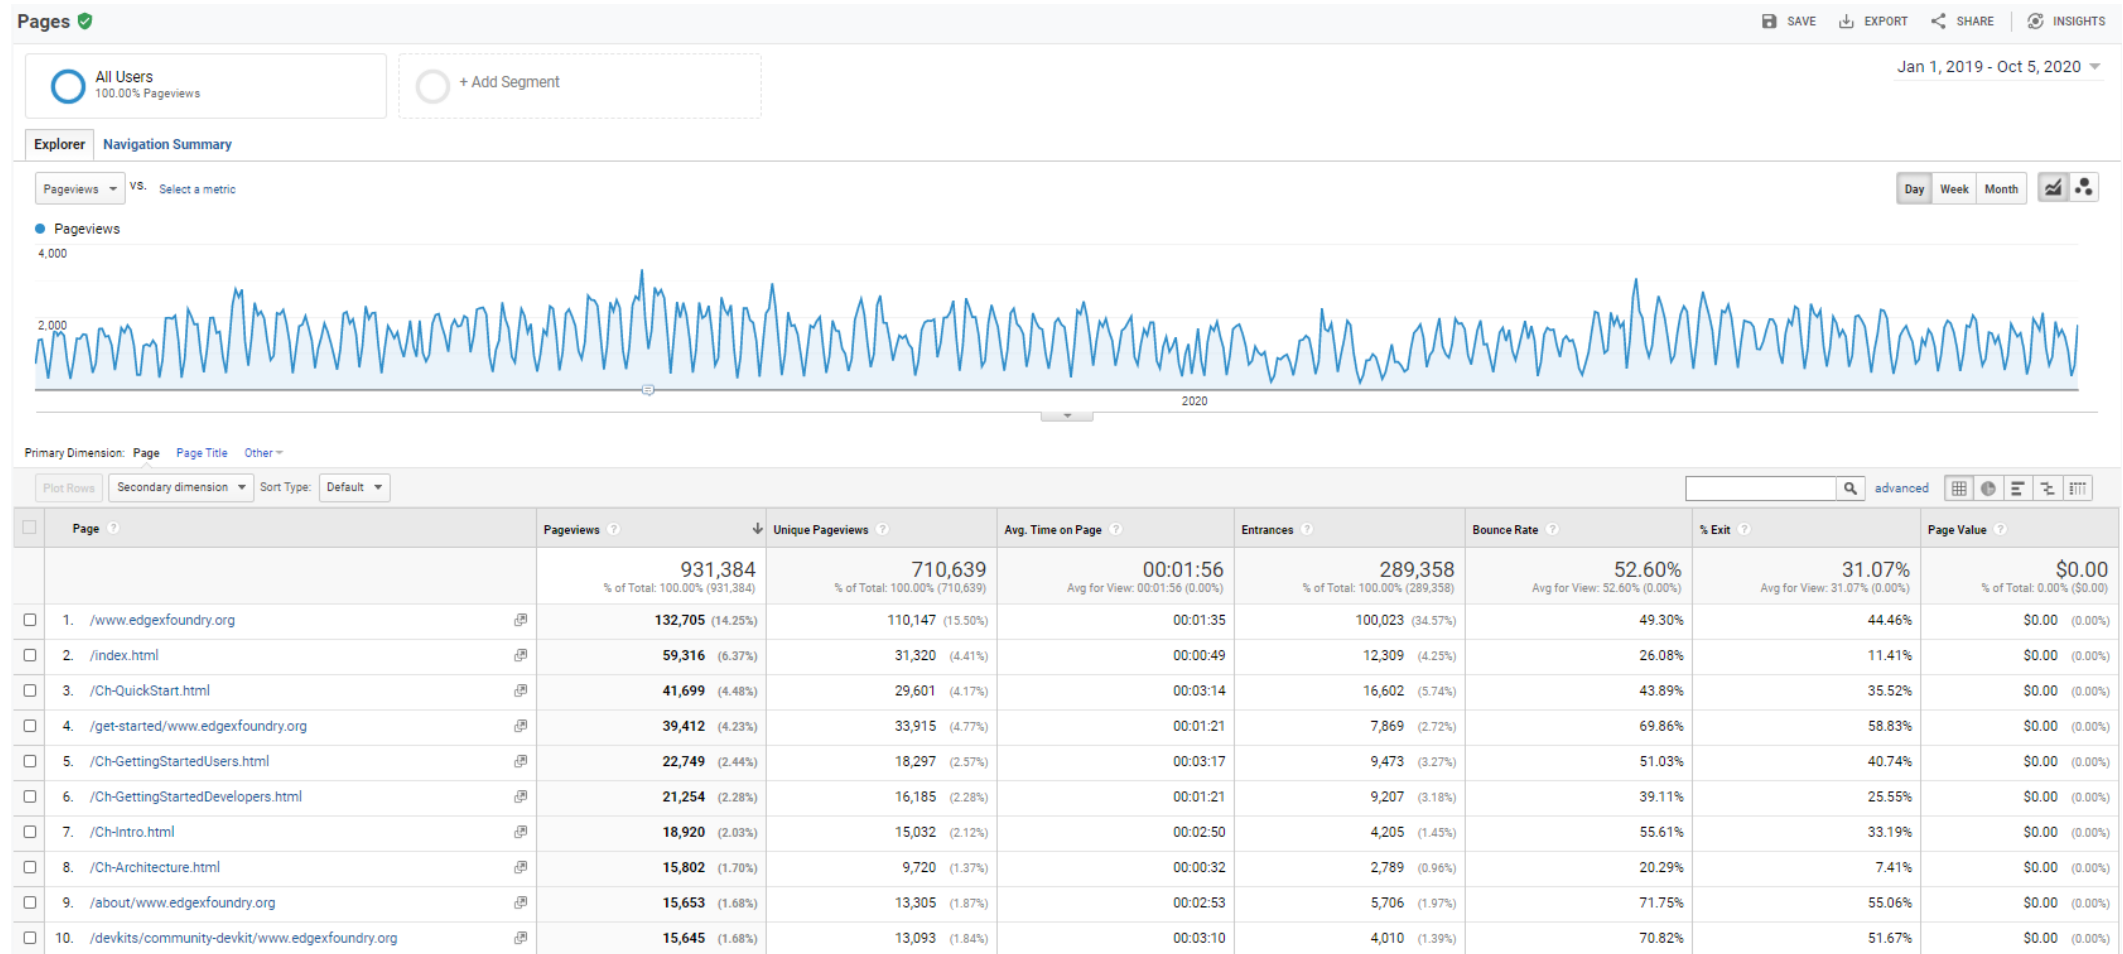 Pages
SAVE EXPORT SHARE INSIGHTS
All Users
100.00% Pageviews
+ Add Segment
Jan 1, 2019 - Oct 5, 2020
Explorer Navigation Summary
Pageviews VS. Select a metric
Day Week Month
Pageviews
4,000
2,000
2020
Primary Dimension: Page Page Title Other
Plot Rows Secondary dimension Sort Type: Default advanced
Page ? Pageviews ? Unique Pageviews ? Avg. Time on Page ? Entrances ? Bounce Rate ? % Exit ? Page Value ?
931,384 710,639 00:01:56 289,358 52.60% 31.07% $0.00
% of Total: 100.00% (931,384) % of Total: 100.00% (710,639) Avg for View: 00:01:56 (0.00%) % of Total: 100.00% (289,358) Avg for View: 52.60% (0.00%) Avg for View: 31.07% (0.00%) % of Total: 0.00% ($0.00)
1. /www.edgexfoundry.org 132,705 (14.25%) 110,147 (15.50%) 00:01:35 100,023 (34.57%) 49.30% 44.46% $0.00 (0.00%)
2. /index.html 59,316 (6.37%) 31,320 (4.41%) 00:00:49 12,309 (4.25%) 26.08% 11.41% $0.00 (0.00%)
3. /Ch-QuickStart.html 41,699 (4.48%) 29,601 (4.17%) 00:03:14 16,602 (5.74%) 43.89% 35.52% $0.00 (0.00%)
4. /get-started/www.edgexfoundry.org 39,412 (4.23%) 33,915 (4.77%) 00:01:21 7,869 (2.72%) 69.86% 58.83% $0.00 (0.00%)
5. /Ch-GettingStartedUsers.html 22,749 (2.44%) 18,297 (2.57%) 00:03:17 9,473 (3.27%) 51.03% 40.74% $0.00 (0.00%)
6. /Ch-GettingStartedDevelopers.html 21,254 (2.28%) 16,185 (2.28%) 00:01:21 9,207 (3.18%) 39.11% 25.55% $0.00 (0.00%)
7. /Ch-Intro.html 18,920 (2.03%) 15,032 (2.12%) 00:02:50 4,205 (1.45%) 55.61% 33.19% $0.00 (0.00%)
8. /Ch-Architecture.html 15,802 (1.70%) 9,720 (1.37%) 00:00:32 2,789 (0.96%) 20.29% 7.41% $0.00 (0.00%)
9. /about/www.edgexfoundry.org 15,653 (1.68%) 13,305 (1.87%) 00:02:53 5,706 (1.97%) 71.75% 55.06% $0.00 (0.00%)
10. /devkits/community-devkit/www.edgexfoundry.org 15,645 (1.68%) 13,093 (1.84%) 00:03:10 4,010 (1.39%) 70.82% 51.67% $0.00 (0.00%)